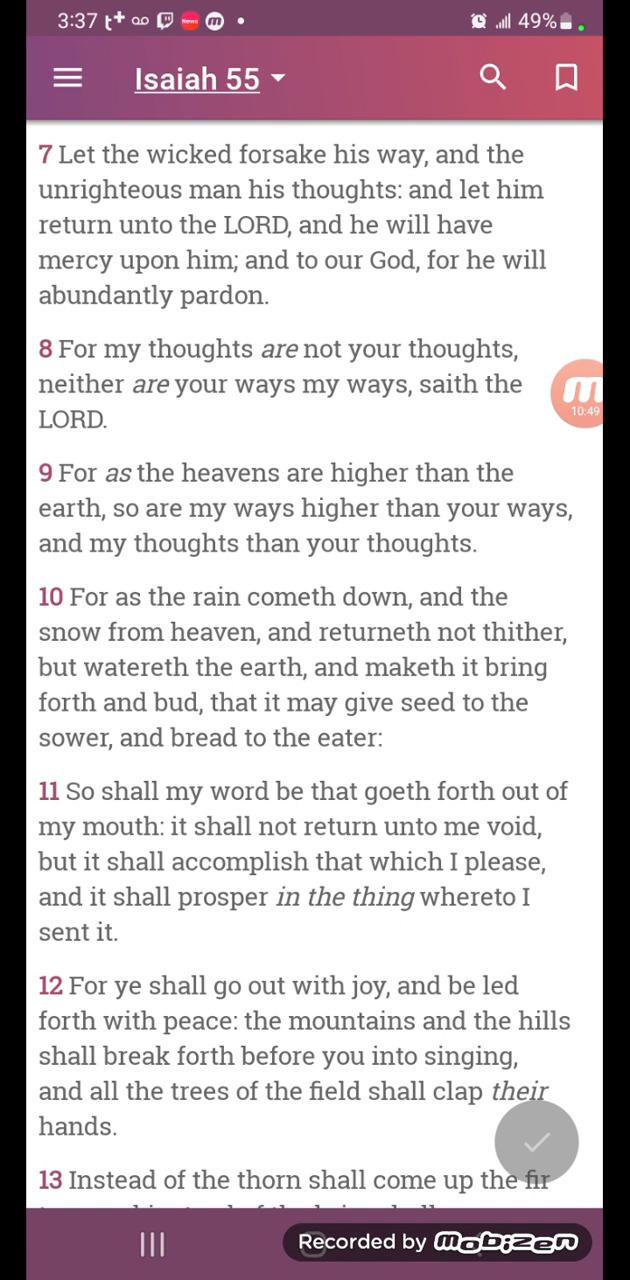 3:37
49%
Isaiah 55
7 Let the wicked forsake his way, and the
unrighteous man his thoughts: and let him
return unto the LORD, and he will have
mercy upon him; and to our God, for he will
abundantly pardon.
8 For my thoughts are not your thoughts,
neither are your ways my ways, saith the
LORD.
10:49
9 For as the heavens are higher than the
earth, so are my ways higher than your ways,
and my thoughts than your thoughts.
10 For as the rain cometh down, and the
snow from heaven, and returneth not thither,
but watereth the earth, and maketh it bring
forth and bud, that it may give seed to the
sower, and bread to the eater:
11 So shall my word be that goeth forth out of
my mouth: it shall not return unto me void,
but it shall accomplish that which I please,
and it shall prosper in the thing whereto I
sent it.
12 For ye shall go out with joy, and be led
forth with peace: the mountains and the hills
shall break forth before you into singing,
and all the trees of the field shall clap their
hands.
13 Instead of the thorn shall come up the fir
Recorded by mobizen